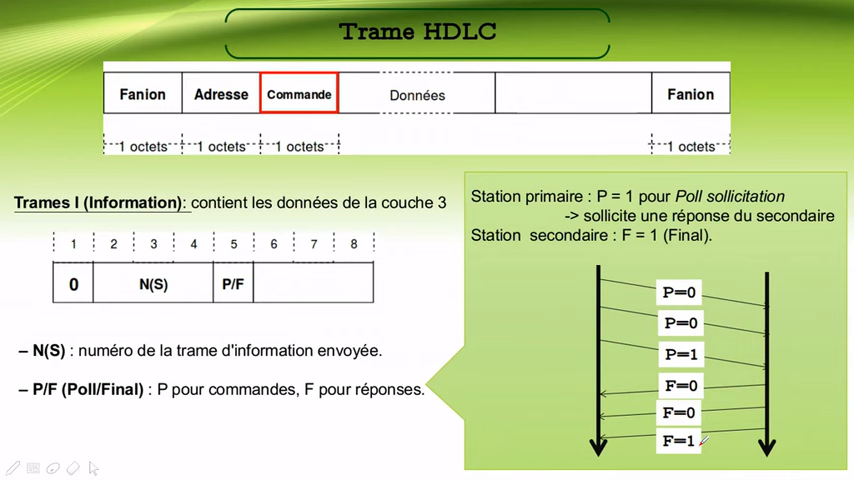 Trame HDLC
Fanion Adresse Commande Données Fanion
1 octets 1 octets 1 octets 1 octets
Trames I (Information): contient les données de la couche 3
1 2 3 4 5 6 7 8
0 N(S) P/F
– N(S) : numéro de la trame d'information envoyée.
– P/F (Poll/Final) : P pour commandes, F pour réponses.
Station primaire : P = 1 pour Poll sollicitation
-> sollicite une réponse du secondaire
Station secondaire : F = 1 (Final).
P=0
P=0
P=1
F=0
F=0
F=1